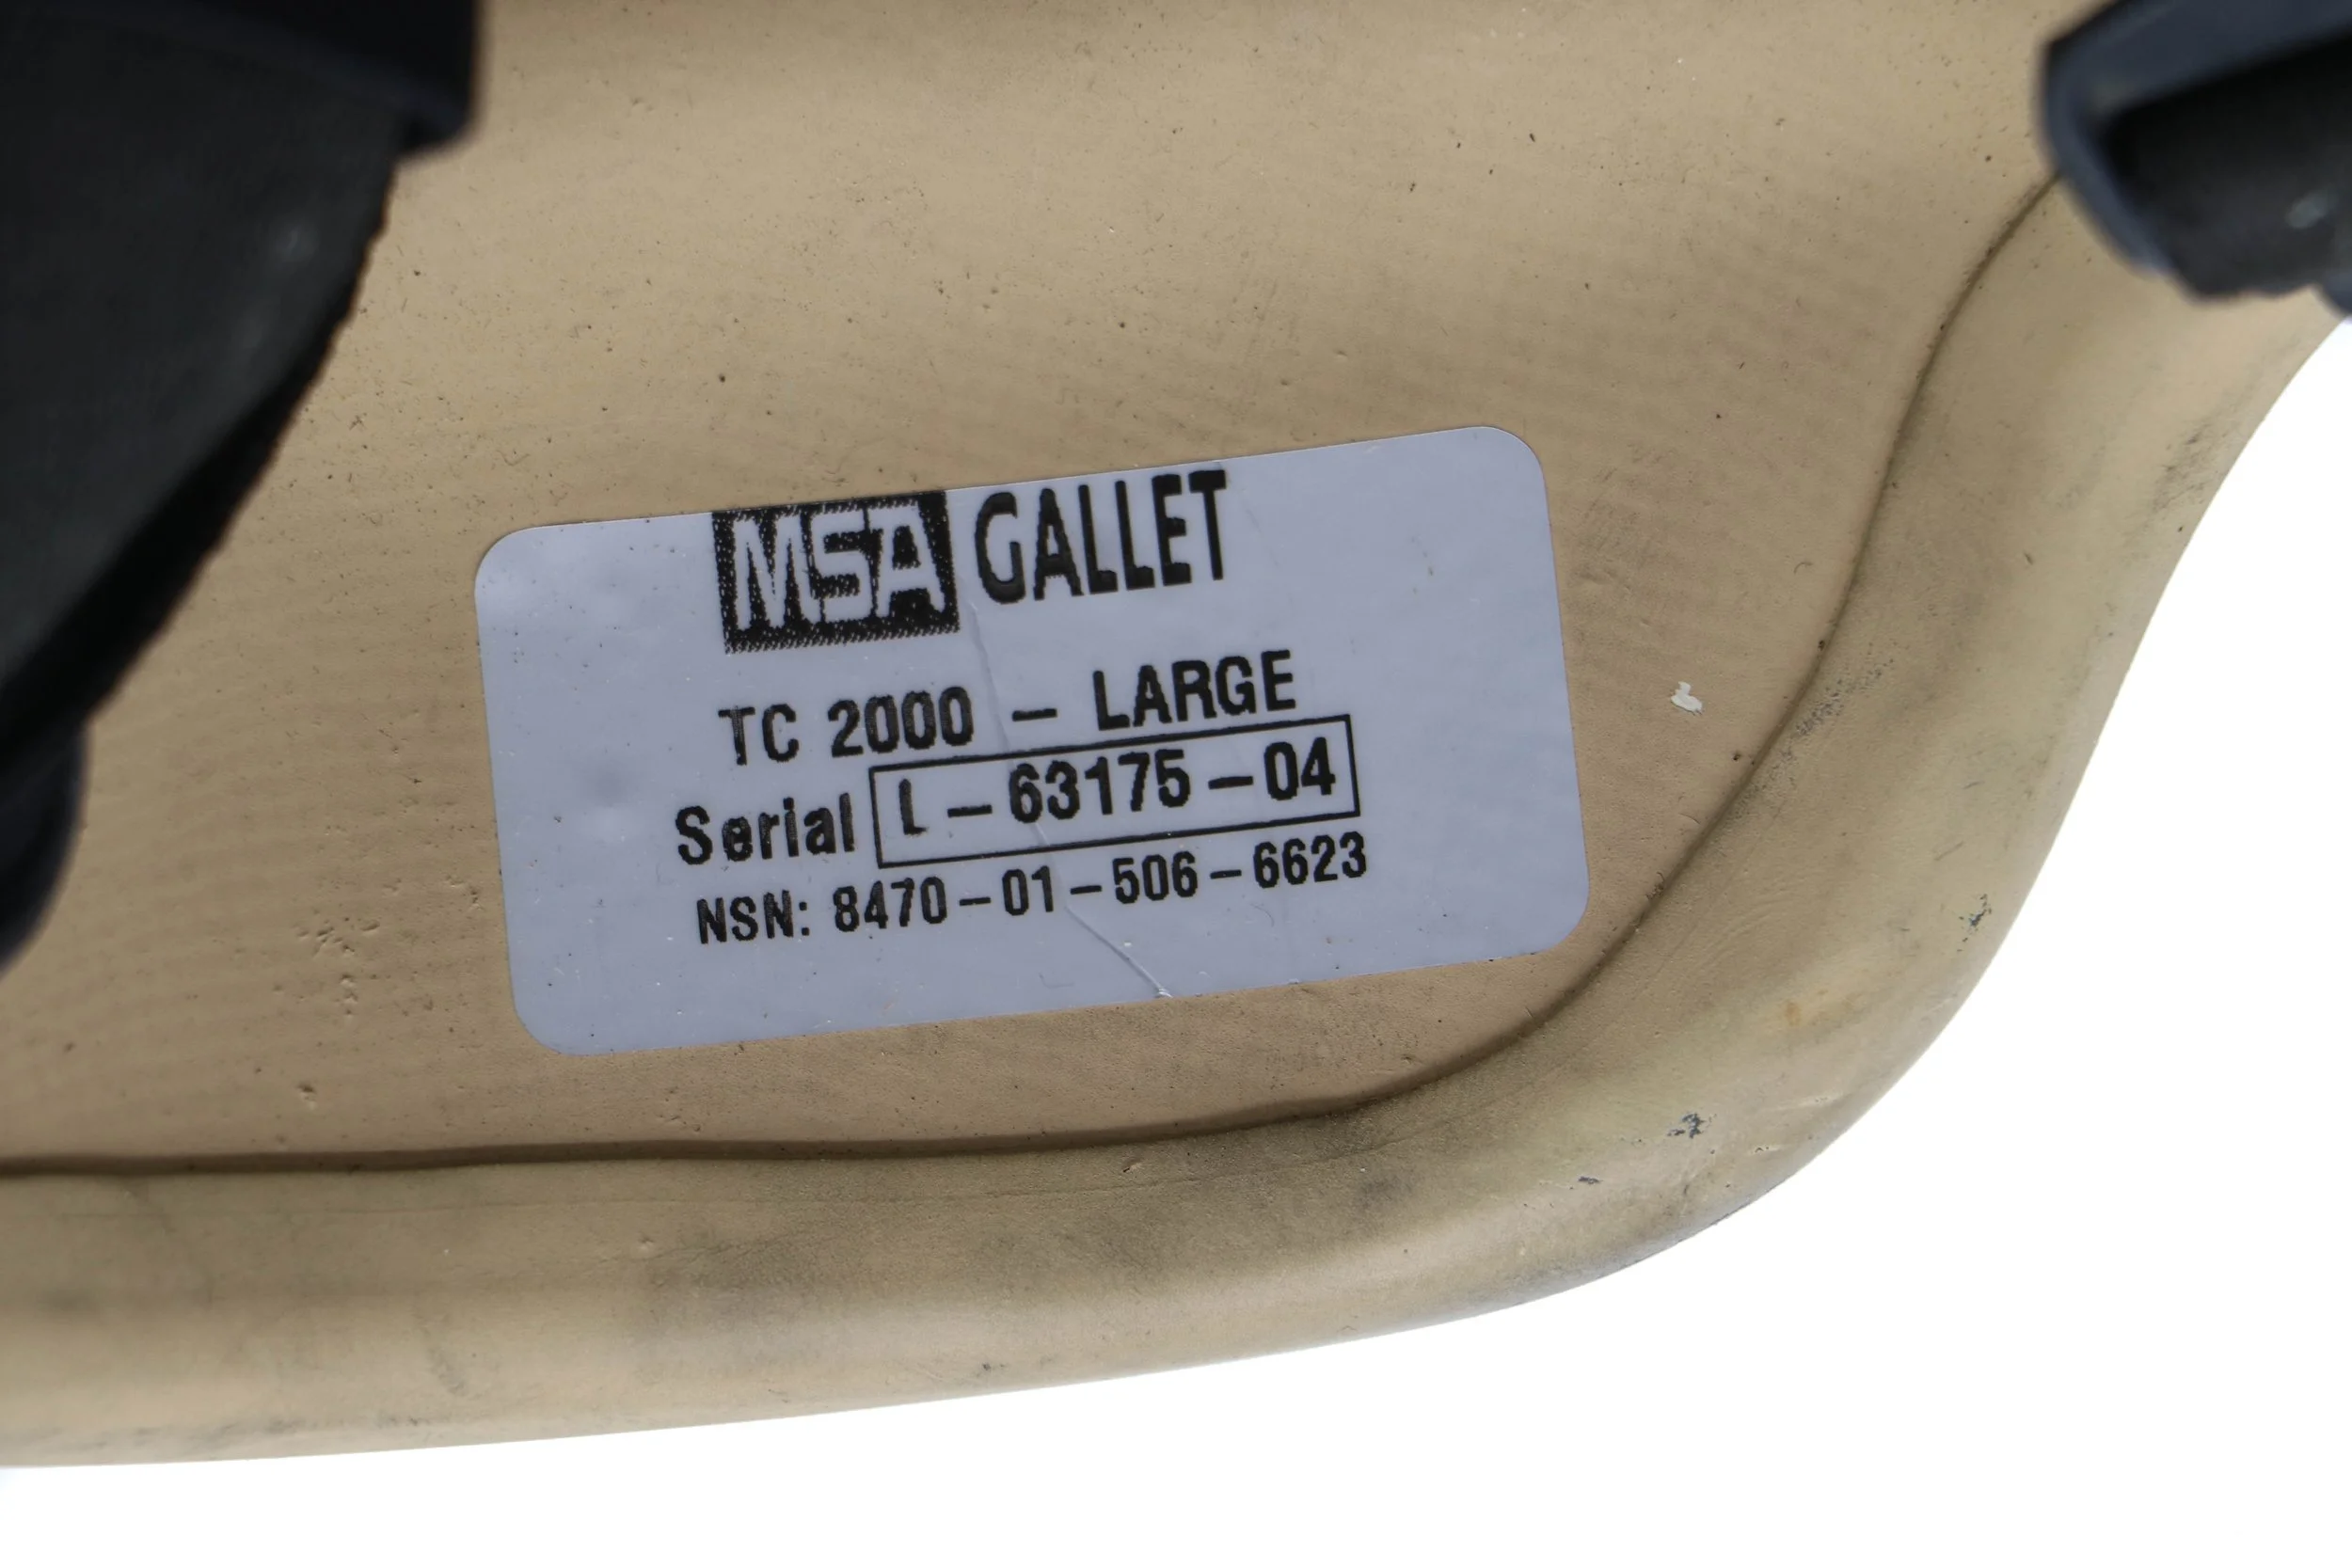 MSA GALLET
TC 2000 - LARGE
Serial L-63175-04
NSN: 8470-01-506-6623